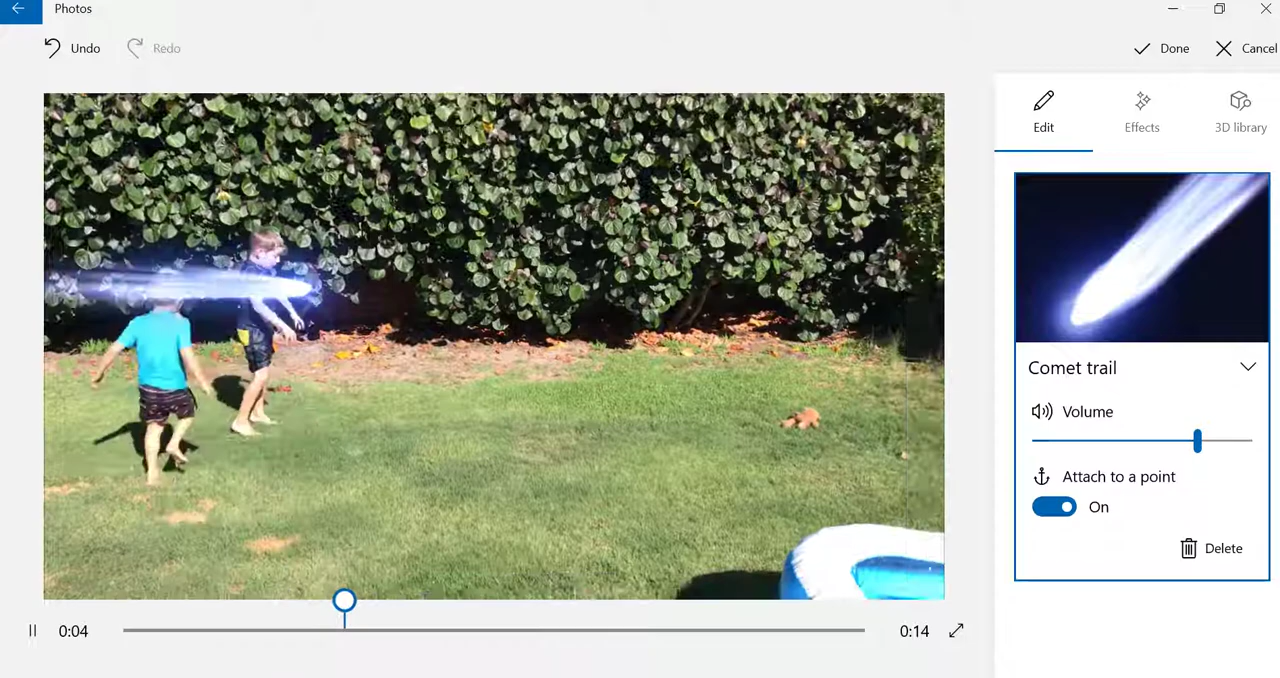 Photos
Undo Redo Done Cancel
Edit Effects 3D library
Comet trail
Volume
Attach to a point
On
Delete
0:04 0:14